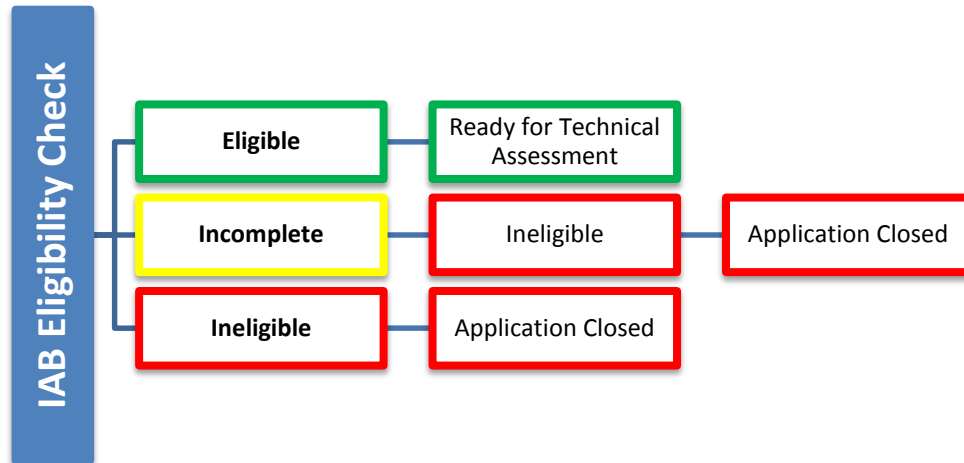 IAB Eligibility Check
Eligible
Ready for Technical
Assessment
Incomplete
Ineligible
Application Closed
Ineligible
Application Closed